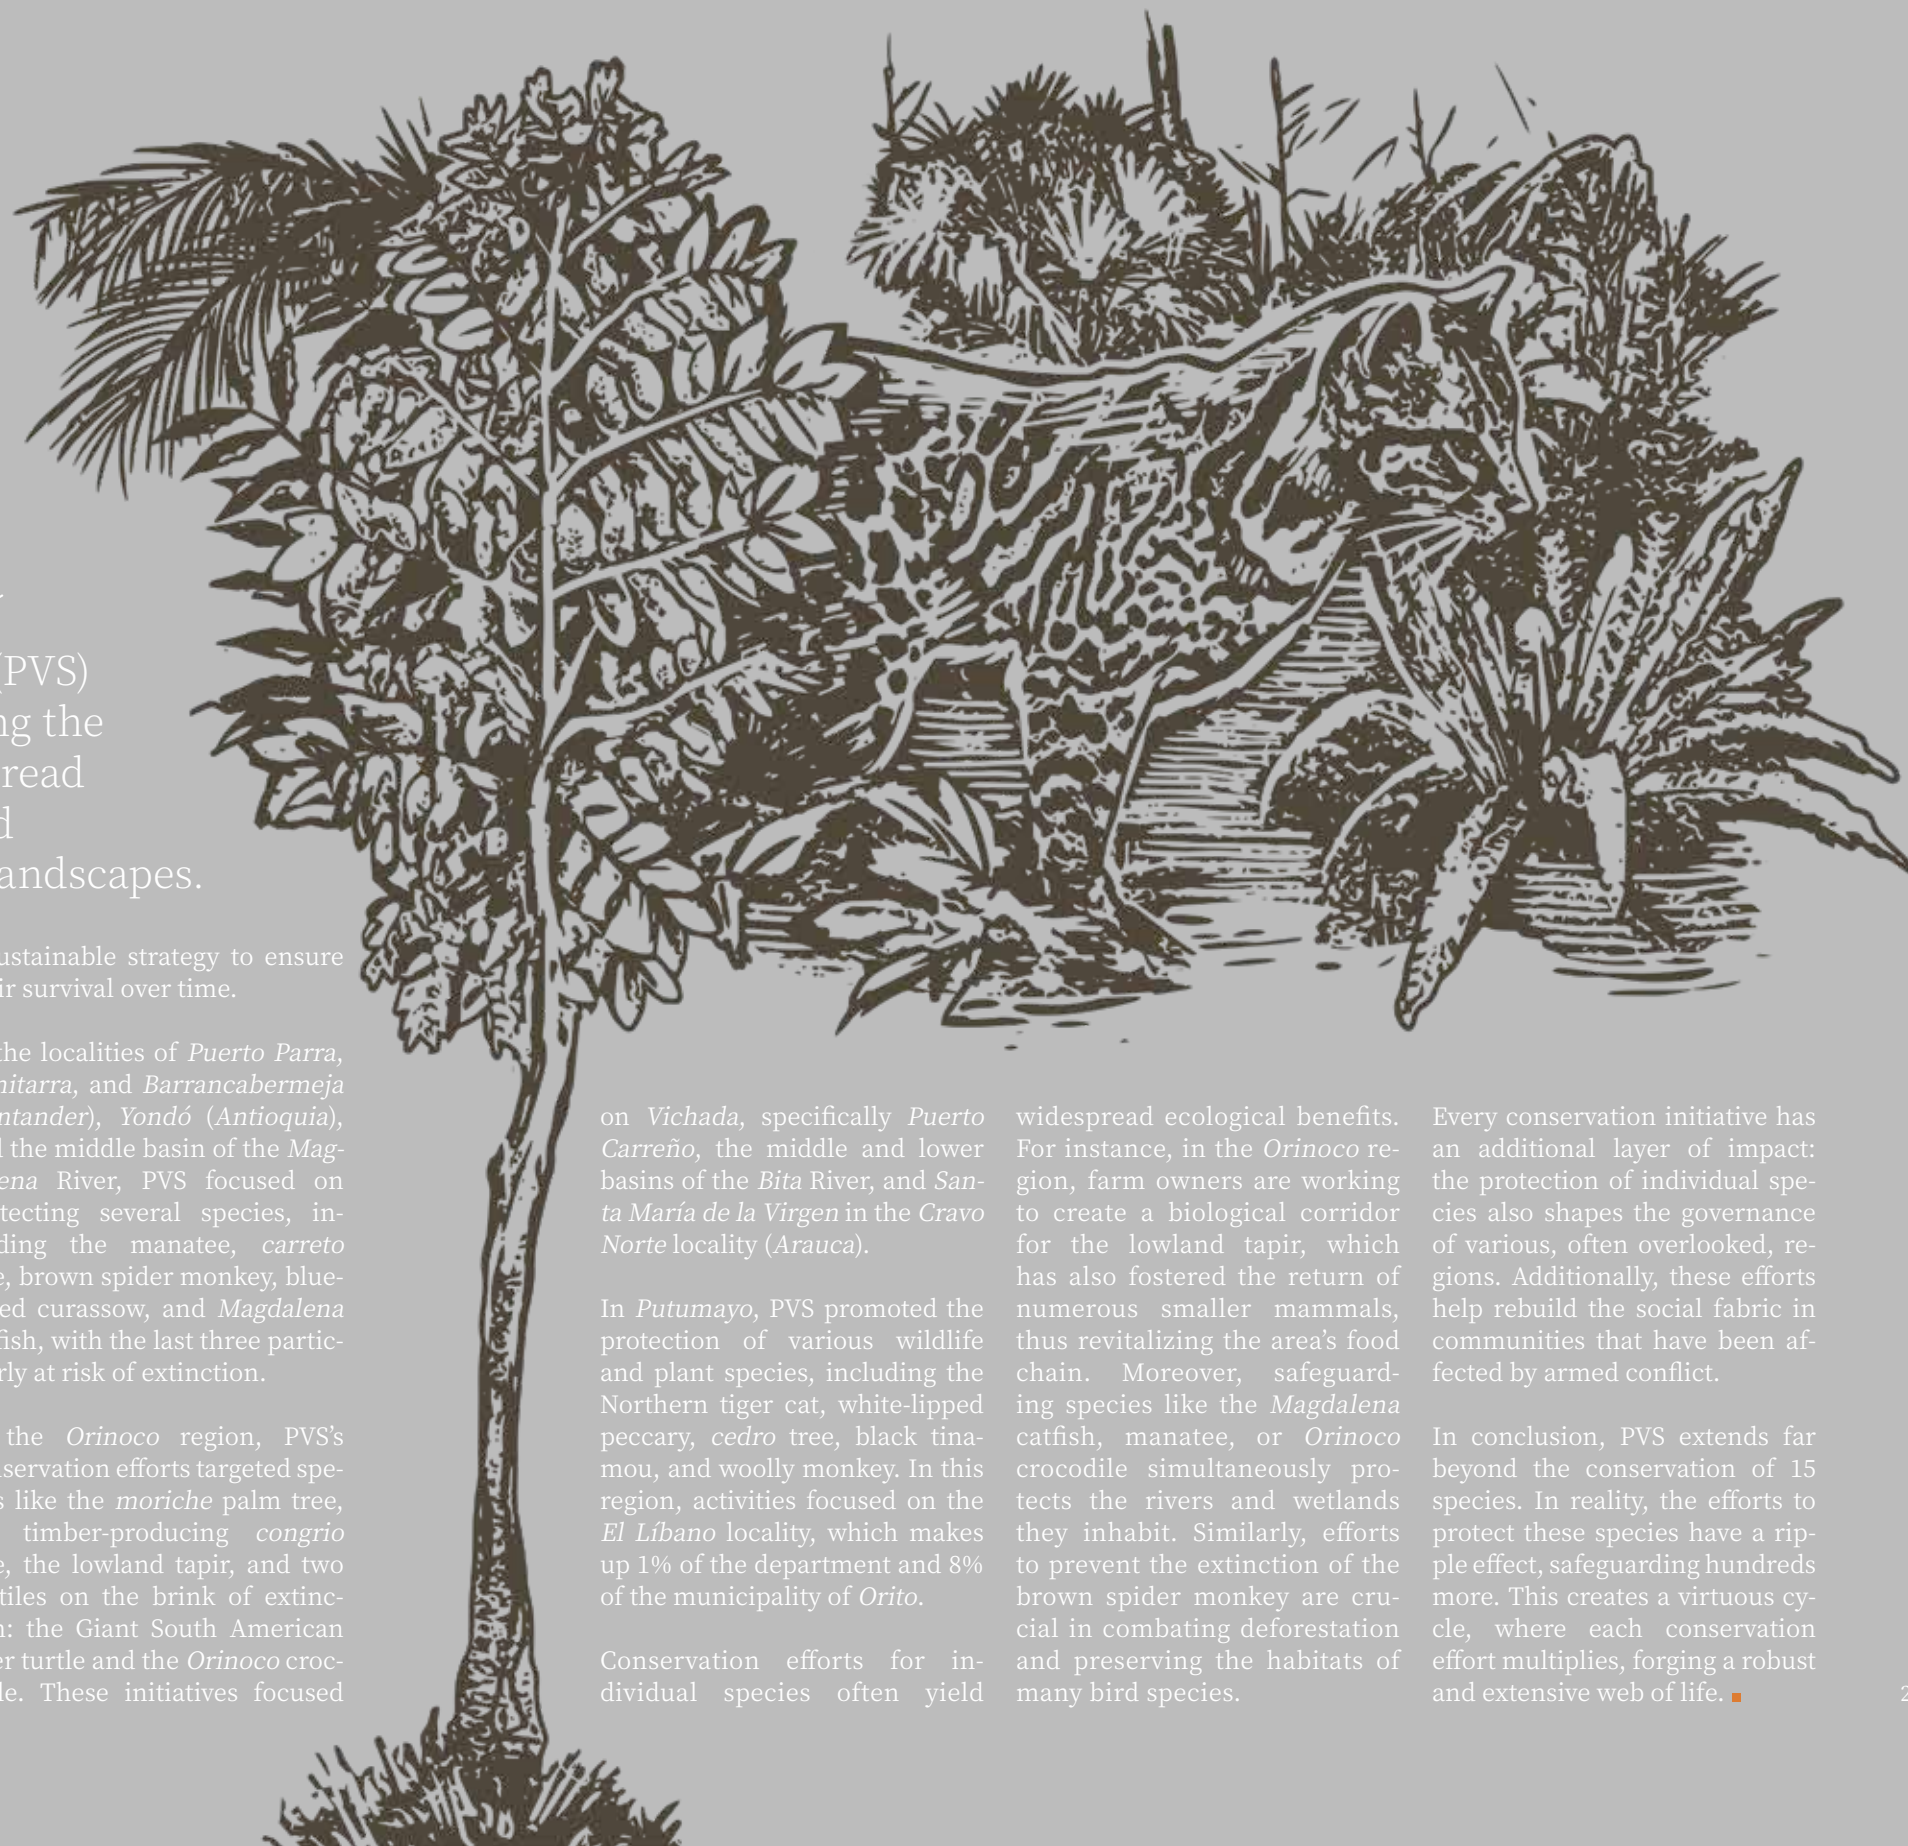 (PVS)
the
read
andscapes.
strategy to ensure
survival over time.
the localities of Puerto Parra,
and Barrancabermeja
Yondó (Antioquia),
the middle basin of the Mag-
River, PVS focused on
several species, in-
the manatee, carreto
brown spider monkey, blue-
curassow, and Magdalena
fish, with the last three partic-
at risk of extinction.
the Orinoco region, PVS's
efforts targeted spe-
like the moriche palm tree,
timber-producing congrio
the lowland tapir, and two
on the brink of extinc-
the Giant South American
turtle and the Orinoco croc-
These initiatives focused
on Vichada, specifically Puerto
Carreño, the middle and lower
basins of the Bita River, and San-
ta María de la Virgen in the Cravo
Norte locality (Arauca).
In Putumayo, PVS promoted the
protection of various wildlife
and plant species, including the
Northern tiger cat, white-lipped
peccary, cedro tree, black tina-
mou, and woolly monkey. In this
region, activities focused on the
El Líbano locality, which makes
up 1% of the department and 8%
of the municipality of Orito.
Conservation efforts for in-
dividual species often yield
widespread ecological benefits.
For instance, in the Orinoco re-
gion, farm owners are working
to create a biological corridor
for the lowland tapir, which
has also fostered the return of
numerous smaller mammals,
thus revitalizing the area's food
chain. Moreover, safeguard-
ing species like the Magdalena
catfish, manatee, or Orinoco
crocodile simultaneously pro-
tects the rivers and wetlands
they inhabit. Similarly, efforts
to prevent the extinction of the
brown spider monkey are cru-
cial in combating deforestation
and preserving the habitats of
many bird species.
Every conservation initiative has
an additional layer of impact:
the protection of individual spe-
cies also shapes the governance
of various, often overlooked, re-
gions. Additionally, these efforts
help rebuild the social fabric in
communities that have been af-
fected by armed conflict.
In conclusion, PVS extends far
beyond the conservation of 15
species. In reality, the efforts to
protect these species have a rip-
ple effect, safeguarding hundreds
more. This creates a virtuous cy-
cle, where each conservation
effort multiplies, forging a robust
and extensive web of life.